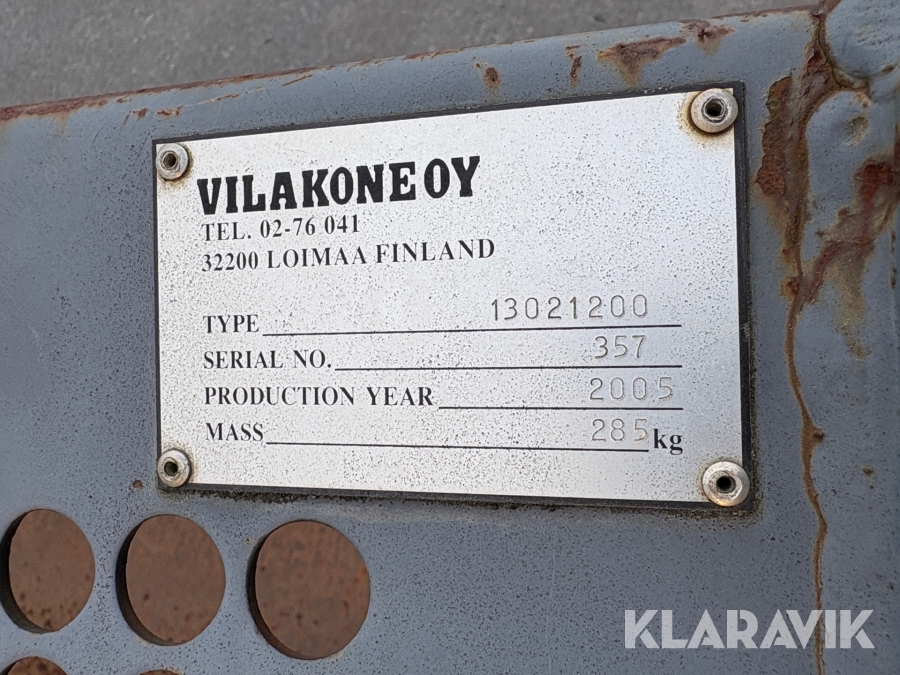 VILAKONE OY
TEL. 02-76 041
32200 LOIMAA FINLAND
TYPE 13021200
SERIAL NO. 357
PRODUCTION YEAR 2005
MASS 285 kg
KLARAVIK